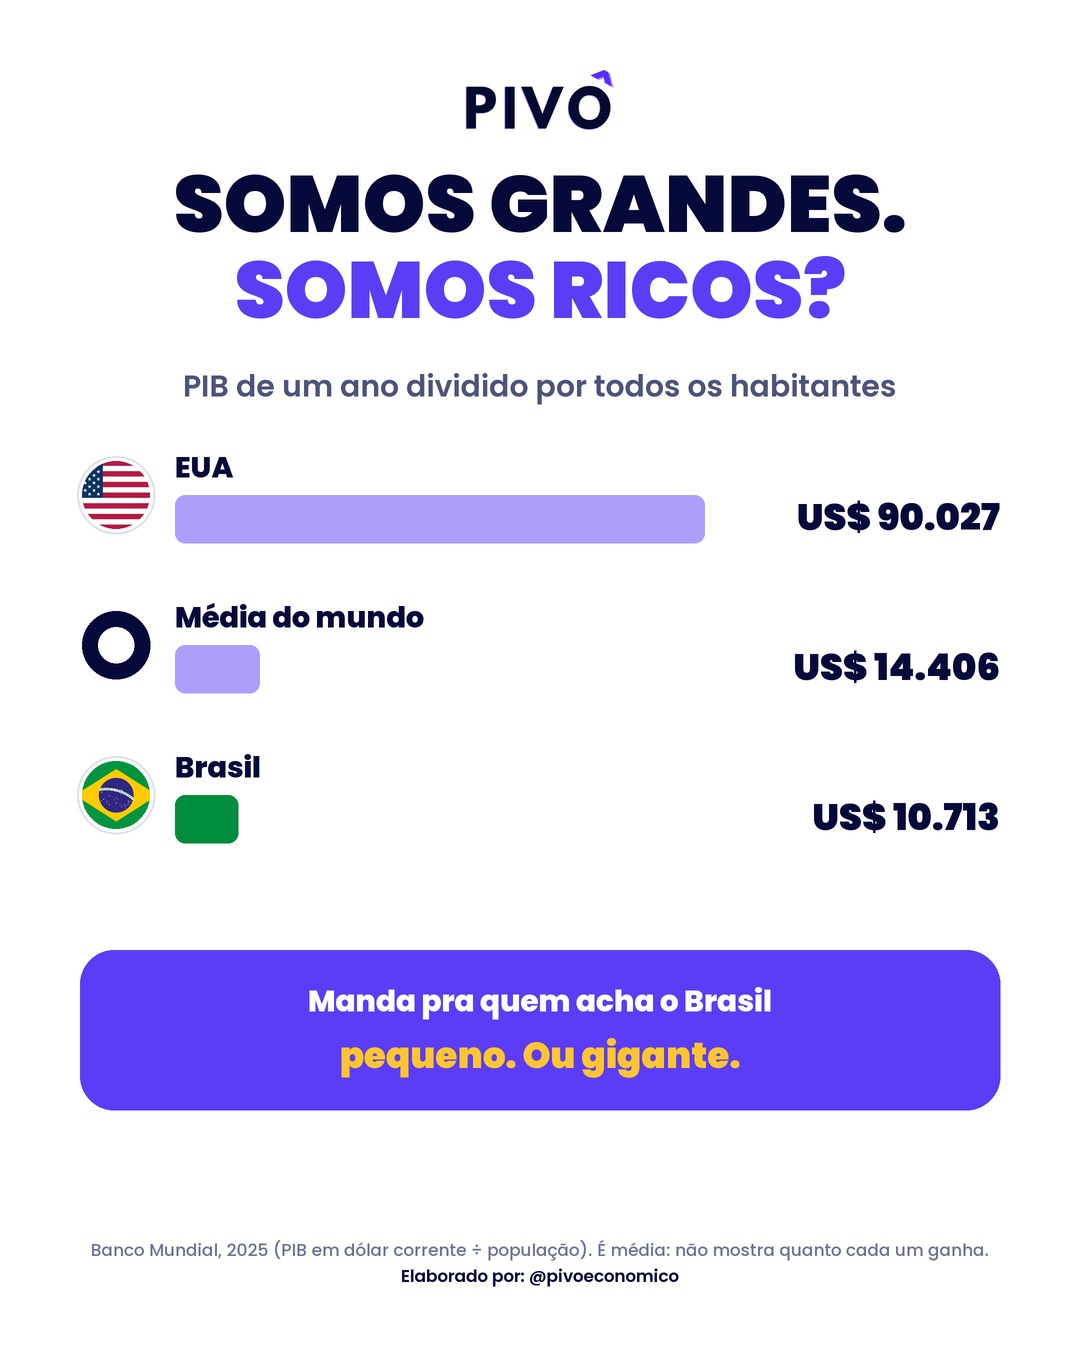 PIVÔ
SOMOS GRANDES.
SOMOS RICOS?
PIB de um ano dividido por todos os habitantes
EUA
US$ 90.027
Média do mundo
US$ 14.406
Brasil
US$ 10.713
Manda pra quem acha o Brasil
pequeno. Ou gigante.
Banco Mundial, 2025 (PIB em dólar corrente ÷ população). É média: não mostra quanto cada um ganha.
Elaborado por: @pivoeconomico